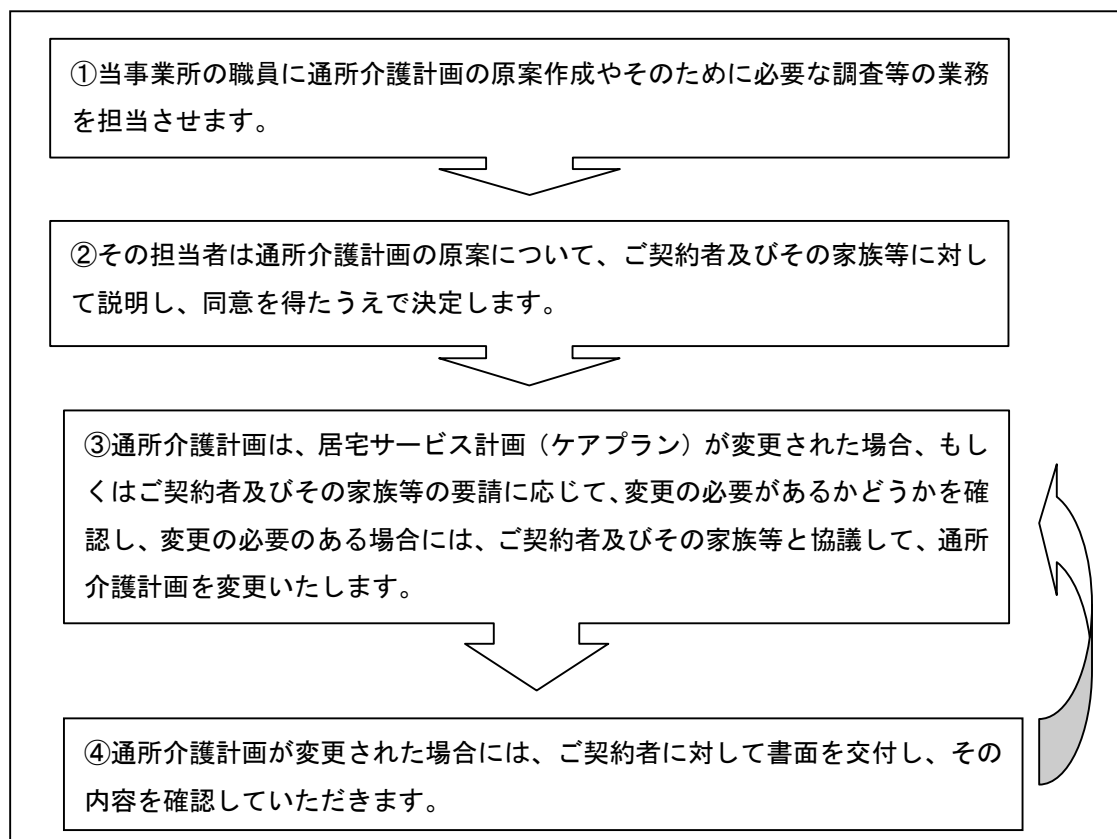 ①当事業所の職員に通所介護計画の原案作成やそのために必要な調査等の業務
を担当させます。
②その担当者は通所介護計画の原案について、ご契約者及びその家族等に対し
て説明し、同意を得たうえで決定します。
③通所介護計画は、居宅サービス計画（ケアプラン）が変更された場合、もし
くはご契約者及びその家族等の要請に応じて、変更の必要があるかどうかを確
認し、変更の必要のある場合には、ご契約者及びその家族等と協議して、通所
介護計画を変更いたします。
④通所介護計画が変更された場合には、ご契約者に対して書面を交付し、その
内容を確認していただきます。